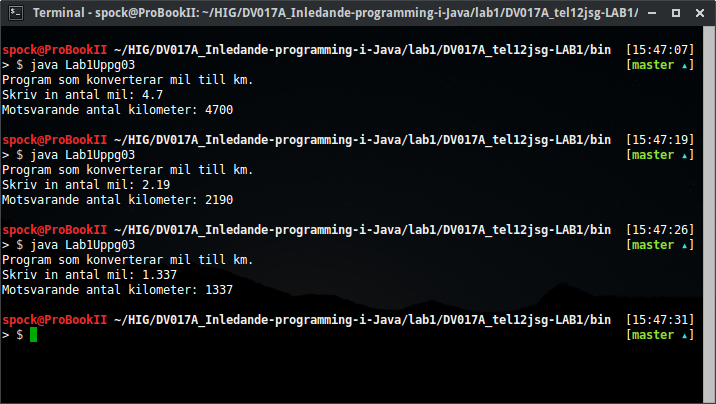 Terminal - spock@ProBookII: ~/HIG/DV017A_Inledande-programming-i-Java/lab1/DV017A_tel12jsg-LAB1/
spock@ProBookII ~/HIG/DV017A_Inledande-programming-i-Java/lab1/DV017A_tel12jsg-LAB1/bin [15:47:07]
> $ java Lab1Uppg03 [master ▴]
Program som konverterar mil till km.
Skriv in antal mil: 4.7
Motsvarande antal kilometer: 4700
spock@ProBookII ~/HIG/DV017A_Inledande-programming-i-Java/lab1/DV017A_tel12jsg-LAB1/bin [15:47:19]
> $ java Lab1Uppg03 [master ▴]
Program som konverterar mil till km.
Skriv in antal mil: 2.19
Motsvarande antal kilometer: 2190
spock@ProBookII ~/HIG/DV017A_Inledande-programming-i-Java/lab1/DV017A_tel12jsg-LAB1/bin [15:47:26]
> $ java Lab1Uppg03 [master ▴]
Program som konverterar mil till km.
Skriv in antal mil: 1.337
Motsvarande antal kilometer: 1337
spock@ProBookII ~/HIG/DV017A_Inledande-programming-i-Java/lab1/DV017A_tel12jsg-LAB1/bin [15:47:31]
> $ [master ▴]